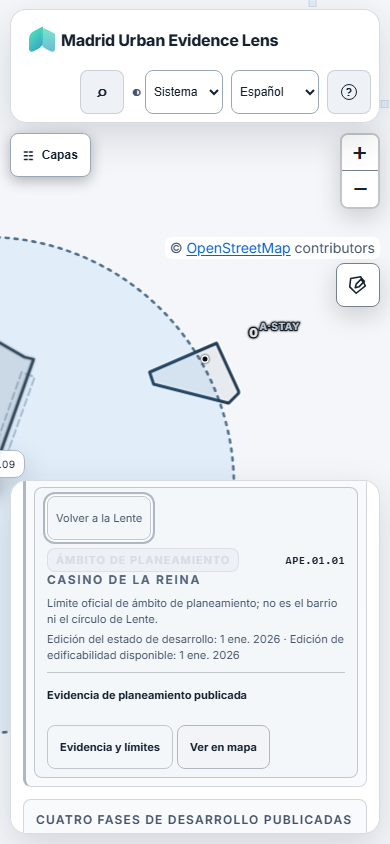 Madrid Urban Evidence Lens
Sistema
Español
?
Capas
+
−
© OpenStreetMap contributors
A-STAY
.09
Volver a la Lente
ÁMBITO DE PLANEAMIENTO
APE.01.01
CASINO DE LA REINA
Límite oficial de ámbito de planeamiento; no es el barrio
ni el círculo de Lente.
Edición del estado de desarrollo: 1 ene. 2026 · Edición de
edificabilidad disponible: 1 ene. 2026
Evidencia de planeamiento publicada
Evidencia y límites
Ver en mapa
CUATRO FASES DE DESARROLLO PUBLICADAS